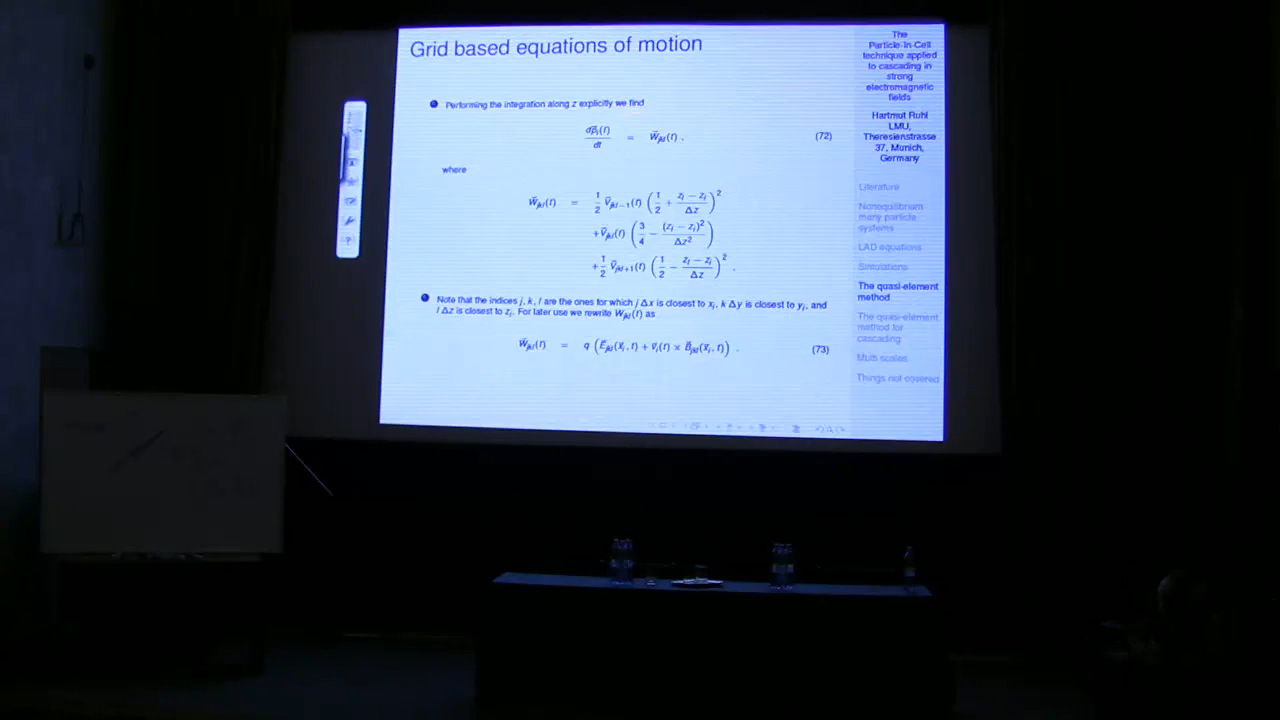 Grid based equations of motion
Performing the integration along z explicitly we find
dp⃗ᵢ(t)/dt = W⃗ⱼₖₗ(t) . (72)
where
W⃗ⱼₖₗ(t) = 1/2 V⃗ⱼₖₗ₋₁(t) (1/2 + (zₗ − zᵢ)/Δz)²
+V⃗ⱼₖₗ(t) (3/4 − (zₗ − zᵢ)²/Δz²)
+1/2 V⃗ⱼₖₗ₊₁(t) (1/2 − (zₗ − zᵢ)/Δz)² .
Note that the indices j, k, l are the ones for which j Δx is closest to xᵢ, k Δy is closest to yᵢ, and
l Δz is closest to zᵢ. For later use we rewrite Wⱼₖₗ(t) as
W⃗ⱼₖₗ(t) = q (E⃗ⱼₖₗ(x⃗ᵢ, t) + v⃗ᵢ(t) × B⃗ⱼₖₗ(x⃗ᵢ, t)) . (73)
The
Particle-In-Cell
technique applied
to cascading in
strong
electromagnetic
fields
Hartmut Ruhl
LMU,
Theresienstrasse
37, Munich,
Germany
Literature
Nonequilibrium
many particle
systems
LAD equations
Simulations
The quasi-element
method
The quasi-element
method for
cascading
Multi scales
Things not covered